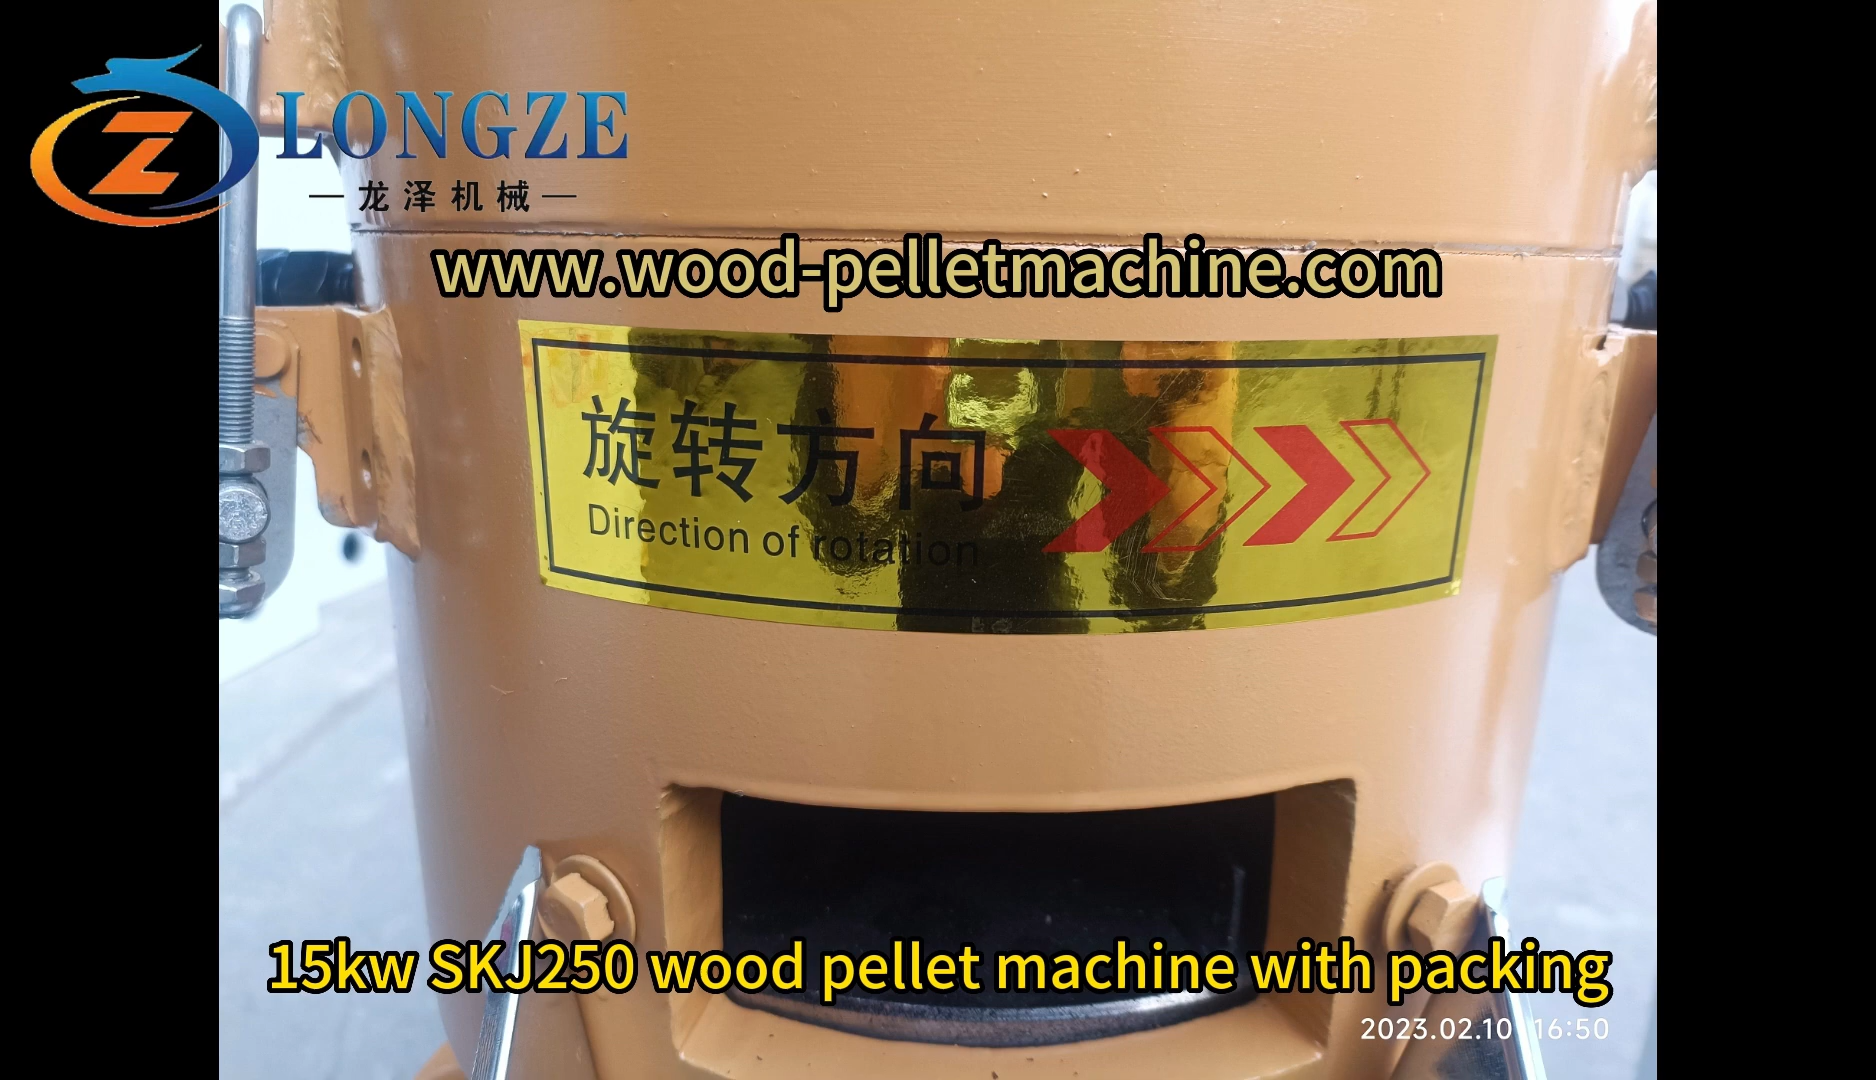 LONGZE
龙泽机械
www.wood-pelletmachine.com
旋转方向
Direction of rotation
15kw SKJ250 wood pellet machine with packing
2023.02.10 16:50